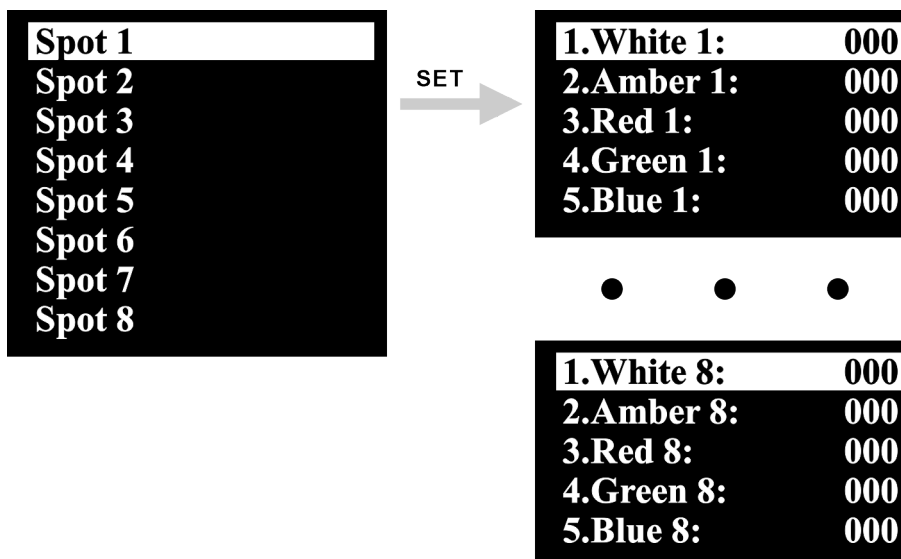 Spot 1
Spot 2
Spot 3
Spot 4
Spot 5
Spot 6
Spot 7
Spot 8
SET
1.White 1: 000
2.Amber 1: 000
3.Red 1: 000
4.Green 1: 000
5.Blue 1: 000
1.White 8: 000
2.Amber 8: 000
3.Red 8: 000
4.Green 8: 000
5.Blue 8: 000